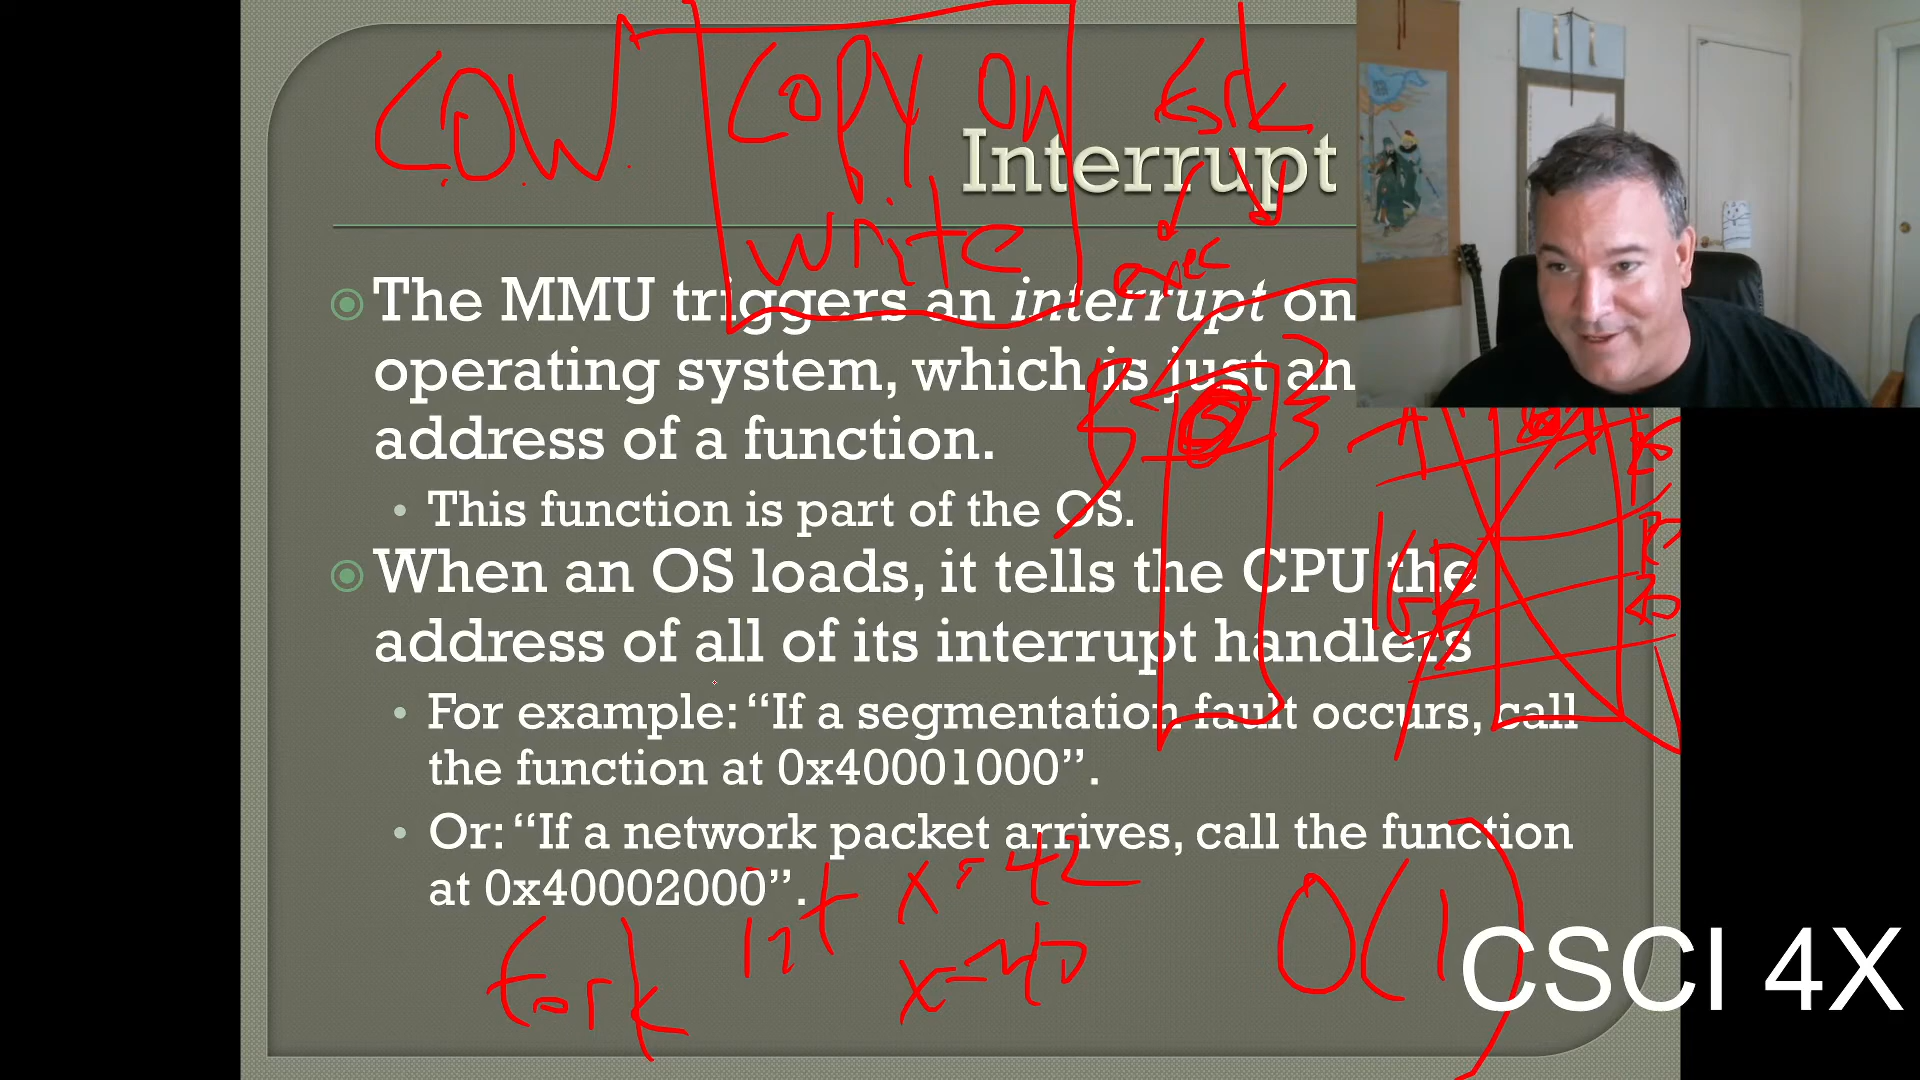 C.O.W.
Copy On
Write
fork
exec
Interrupt
The MMU triggers an interrupt on
operating system, which is just an
address of a function.
This function is part of the OS.
When an OS loads, it tells the CPU the
address of all of its interrupt handlers
For example: “If a segmentation fault occurs, call
the function at 0x40001000”.
Or: “If a network packet arrives, call the function
at 0x40002000”.
1GB
fork
int x = 42
x = 40
O(1)
CSCI 4X